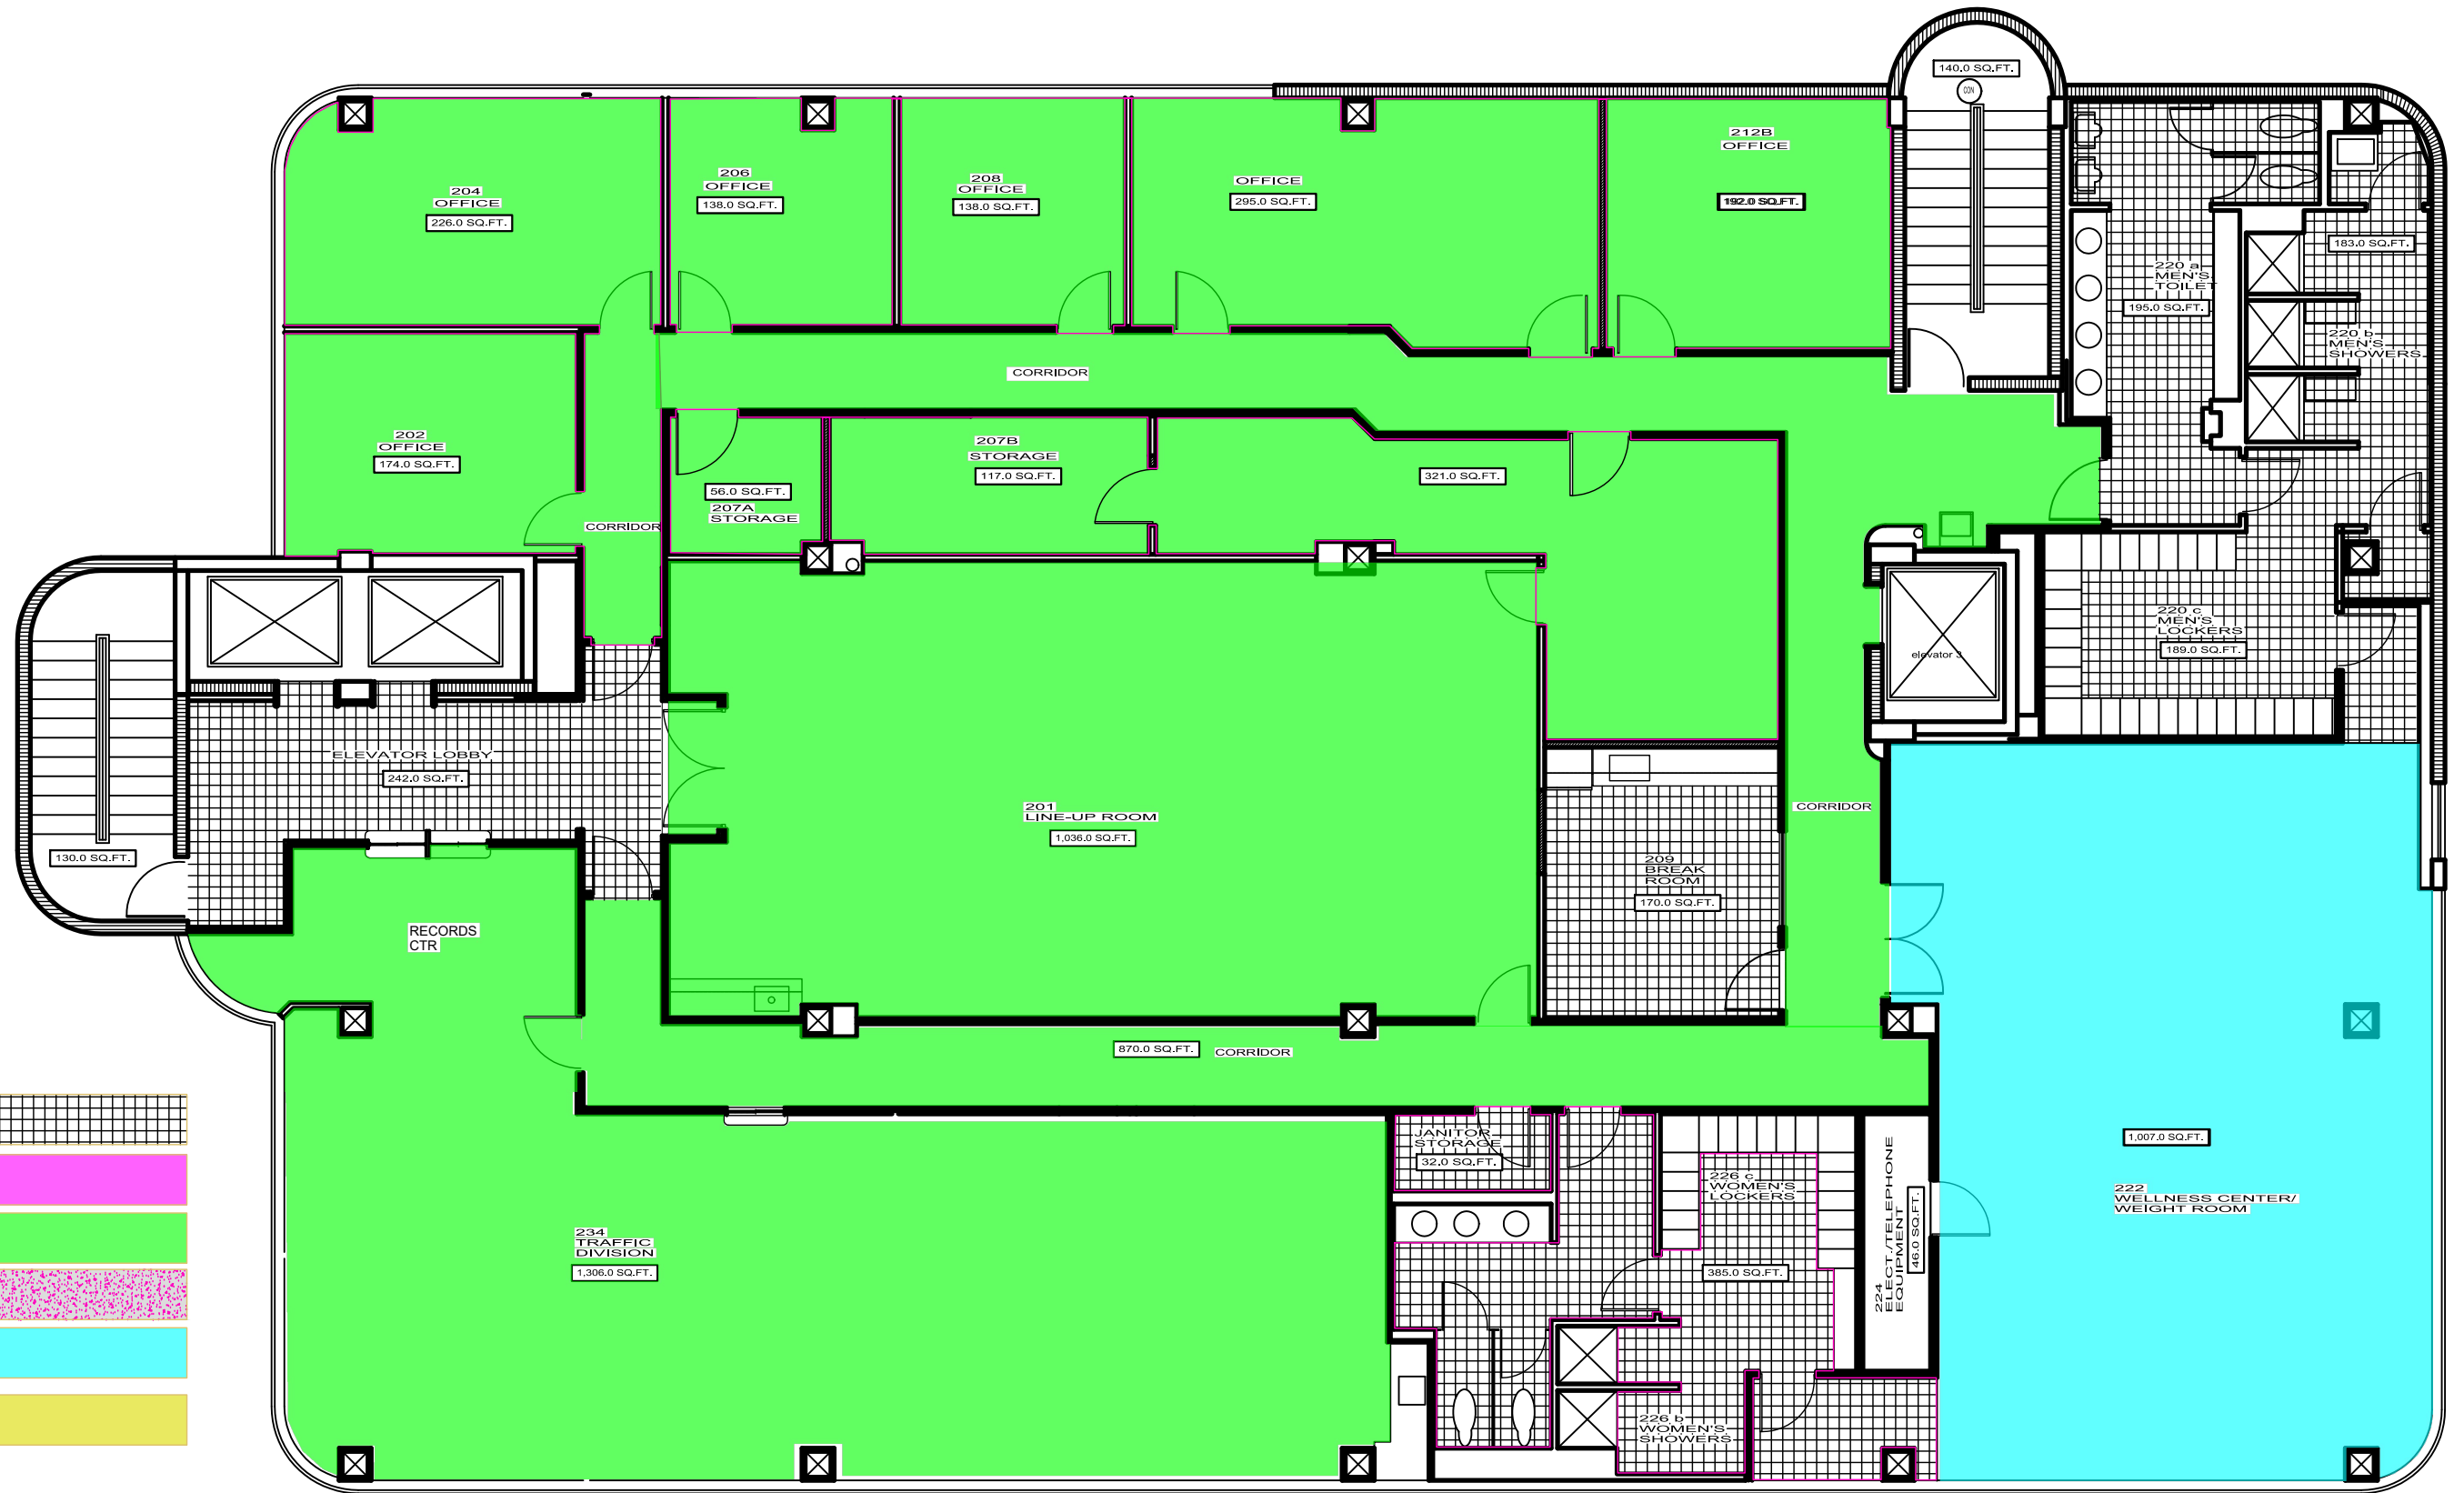 140.0 SQ.FT.
CON
204
OFFICE
226.0 SQ.FT.
206
OFFICE
138.0 SQ.FT.
208
OFFICE
138.0 SQ.FT.
OFFICE
295.0 SQ.FT.
212B
OFFICE
220 a
MEN'S
TOILET
195.0 SQ.FT.
183.0 SQ.FT.
220 b
MEN'S
SHOWERS
CORRIDOR
202
OFFICE
174.0 SQ.FT.
CORRIDOR
56.0 SQ.FT.
207A
STORAGE
207B
STORAGE
117.0 SQ.FT.
321.0 SQ.FT.
220 c
MEN'S
LOCKERS
189.0 SQ.FT.
elevator 3
ELEVATOR LOBBY
242.0 SQ.FT.
130.0 SQ.FT.
201
LINE-UP ROOM
1,036.0 SQ.FT.
CORRIDOR
209
BREAK
ROOM
170.0 SQ.FT.
RECORDS
CTR
870.0 SQ.FT.
CORRIDOR
JANITOR
STORAGE
32.0 SQ.FT.
226 c
WOMEN'S
LOCKERS
385.0 SQ.FT.
224
ELECT./TELEPHONE
EQUIPMENT
46.0 SQ.FT.
1,007.0 SQ.FT.
222
WELLNESS CENTER/
WEIGHT ROOM
234
TRAFFIC
DIVISION
1,306.0 SQ.FT.
226 b
WOMEN'S
SHOWERS